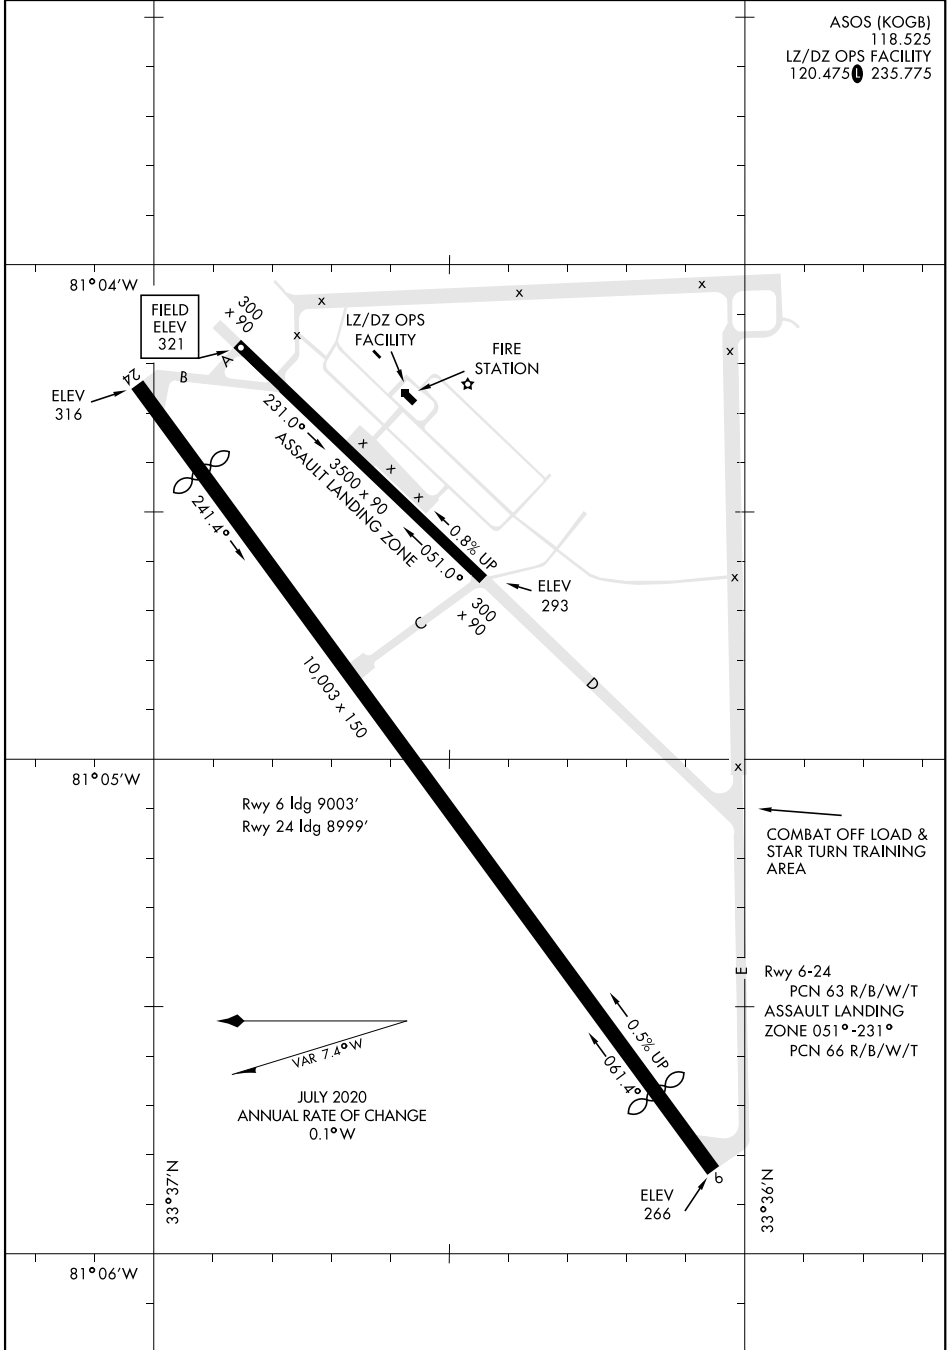 ASOS (KOGB)
118.525
LZ/DZ OPS FACILITY
120.475 L 235.775
81°04'W
FIELD
ELEV
321
300
x 90
LZ/DZ OPS
FACILITY
FIRE
STATION
x
x
x
x
x
A
B
24
ELEV
316
231.0°
3500 x 90
ASSAULT LANDING ZONE
x
x
x
0.8% UP
051.0°
241.4°
ELEV
293
300
x 90
x
C
D
10,003 x 150
81°05'W
x
Rwy 6 ldg 9003'
Rwy 24 ldg 8999'
COMBAT OFF LOAD &
STAR TURN TRAINING
AREA
E
Rwy 6-24
PCN 63 R/B/W/T
ASSAULT LANDING
ZONE 051°-231°
PCN 66 R/B/W/T
0.5% UP
061.4°
VAR 7.4°W
JULY 2020
ANNUAL RATE OF CHANGE
0.1°W
33°37'N
6
ELEV
266
33°36'N
81°06'W